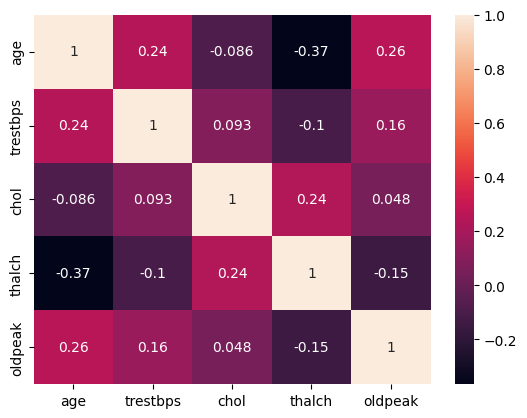 age 1 0.24 -0.086 -0.37 0.26
trestbps 0.24 1 0.093 -0.1 0.16
chol -0.086 0.093 1 0.24 0.048
thalch -0.37 -0.1 0.24 1 -0.15
oldpeak 0.26 0.16 0.048 -0.15 1
age trestbps chol thalch oldpeak
1.0
0.8
0.6
0.4
0.2
0.0
−0.2